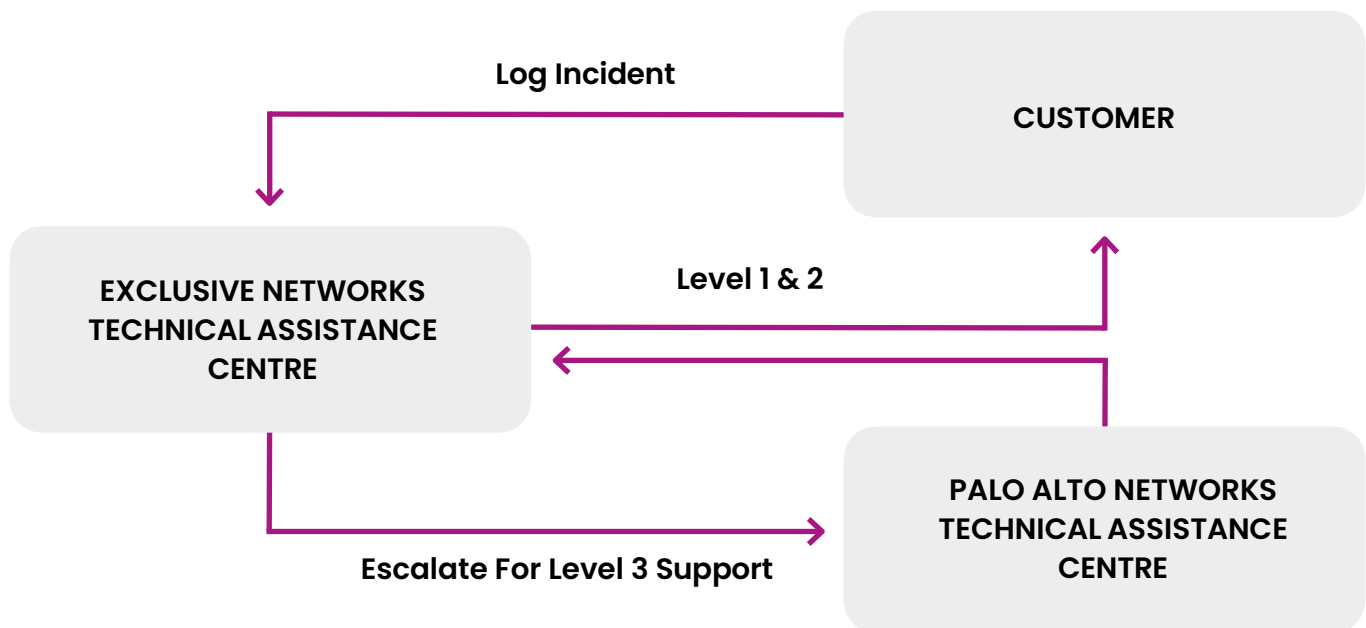 Log Incident
CUSTOMER
EXCLUSIVE NETWORKS
TECHNICAL ASSISTANCE
CENTRE
Level 1 & 2
PALO ALTO NETWORKS
TECHNICAL ASSISTANCE
CENTRE
Escalate For Level 3 Support